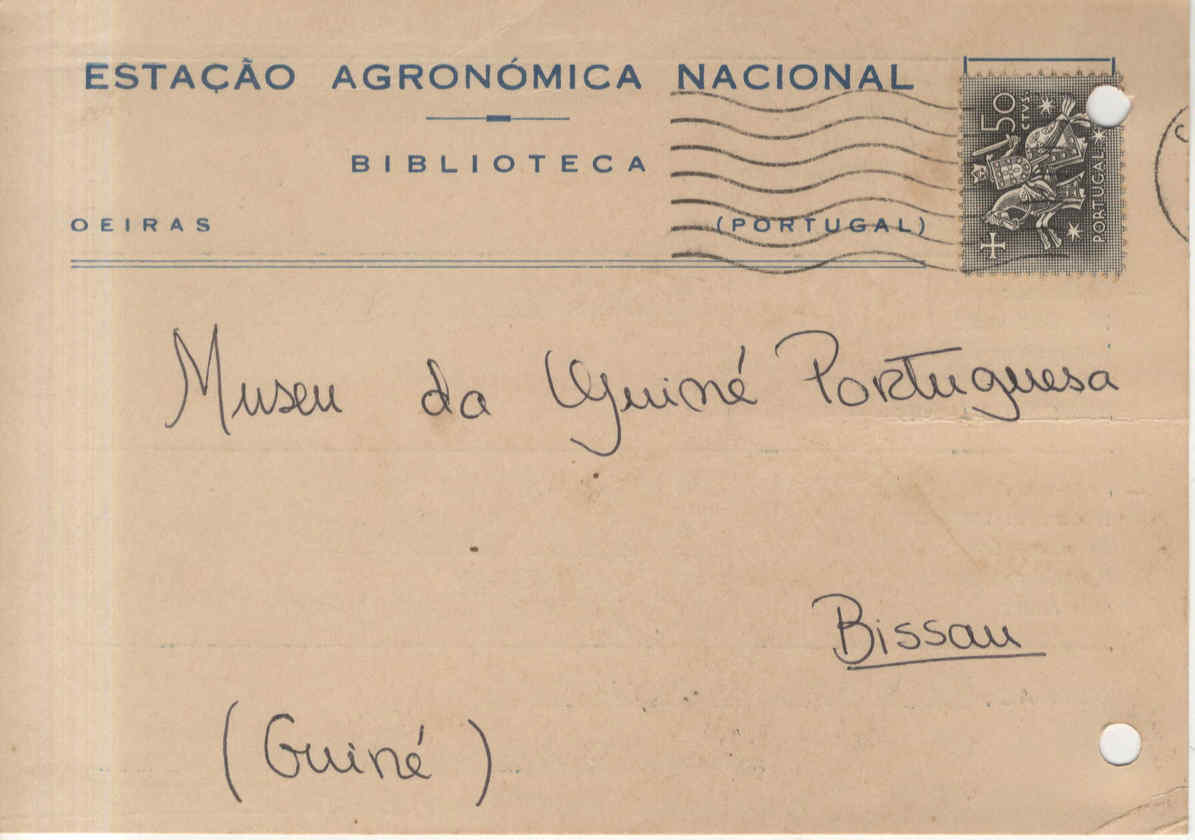 ESTAÇÃO AGRONÓMICA NACIONAL
BIBLIOTECA
OEIRAS (PORTUGAL)
50 CTVS.
PORTUGAL
Museu da Guiné Portuguesa
Bissau
(Guiné)